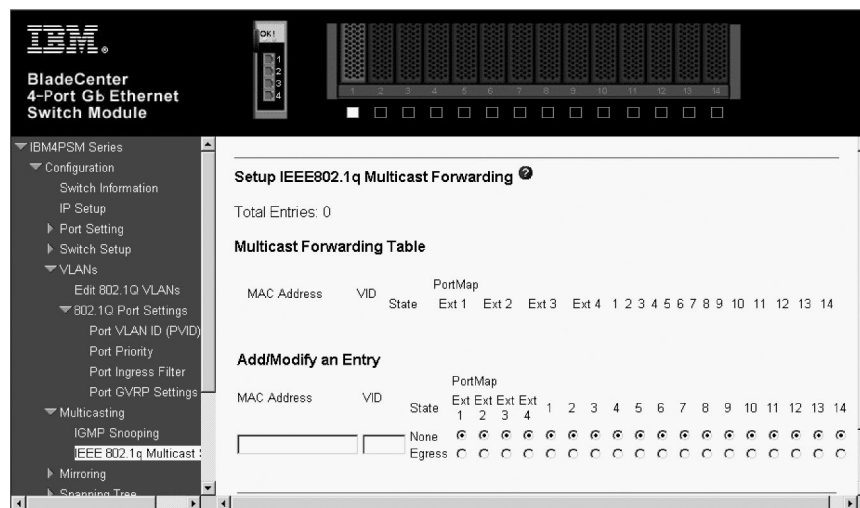 IBM®
OK!
1
2
3
4
BladeCenter
4-Port Gb Ethernet
Switch Module
1 2 3 4 5 6 7 8 9 10 11 12 13 14
IBM4PSM Series
Configuration
Switch Information
IP Setup
Port Setting
Switch Setup
VLANs
Edit 802.1Q VLANs
802.1Q Port Settings
Port VLAN ID (PVID)
Port Priority
Port Ingress Filter
Port GVRP Settings
Multicasting
IGMP Snooping
IEEE 802.1q Multicast
Mirroring
Spanning Tree
Setup IEEE802.1q Multicast Forwarding ?
Total Entries: 0
Multicast Forwarding Table
PortMap
MAC Address VID State Ext 1 Ext 2 Ext 3 Ext 4 1 2 3 4 5 6 7 8 9 10 11 12 13 14
Add/Modify an Entry
PortMap
MAC Address VID State Ext 1 Ext 2 Ext 3 Ext 4 1 2 3 4 5 6 7 8 9 10 11 12 13 14
None
Egress